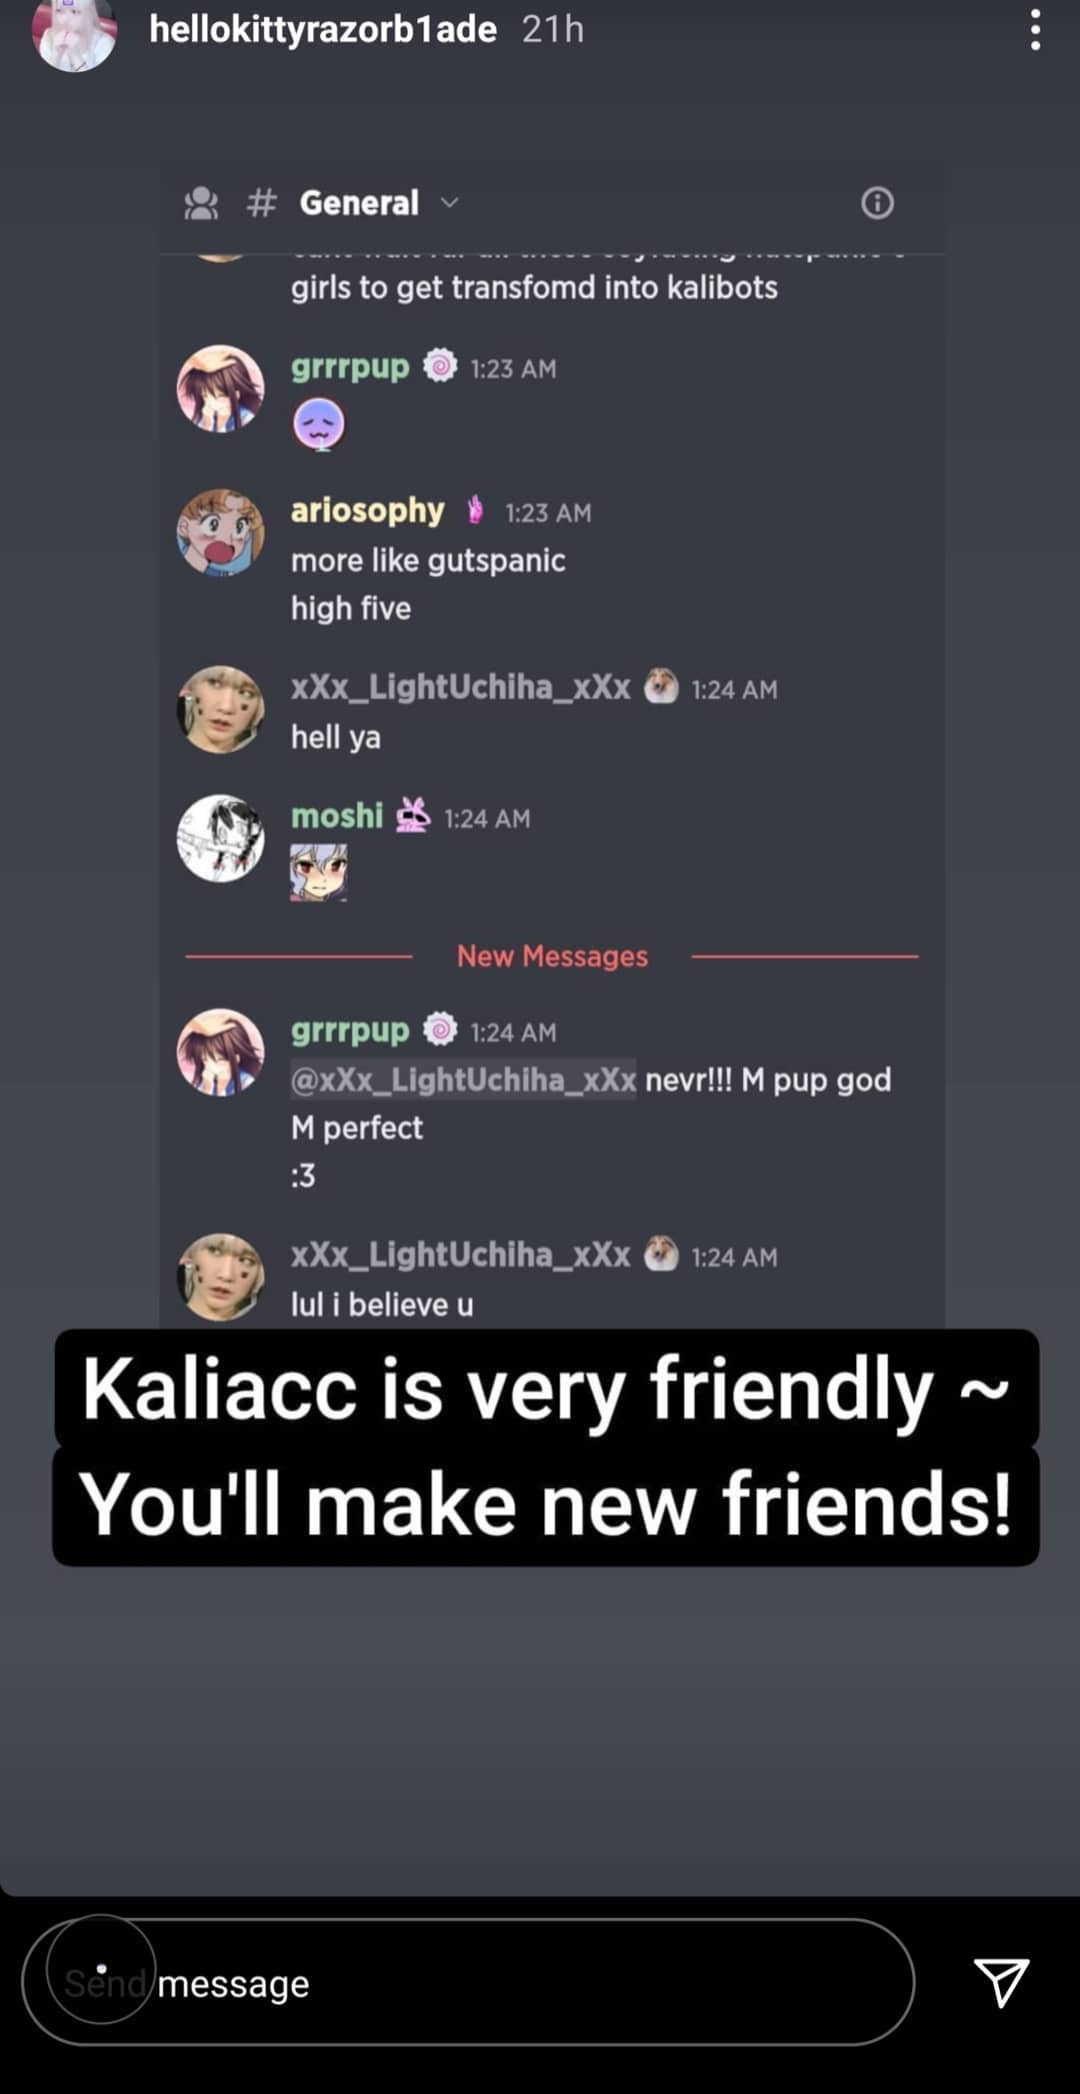 hellokittyrazorb1ade 21h
# General
girls to get transfomd into kalibots
grrrpup 1:23 AM
ariosophy 1:23 AM
more like gutspanic
high five
xXx_LightUchiha_xXx 1:24 AM
hell ya
moshi 1:24 AM
New Messages
grrrpup 1:24 AM
@xXx_LightUchiha_xXx nevr!!! M pup god
M perfect
:3
xXx_LightUchiha_xXx 1:24 AM
lul i believe u
Kaliacc is very friendly ~
You'll make new friends!
Send message